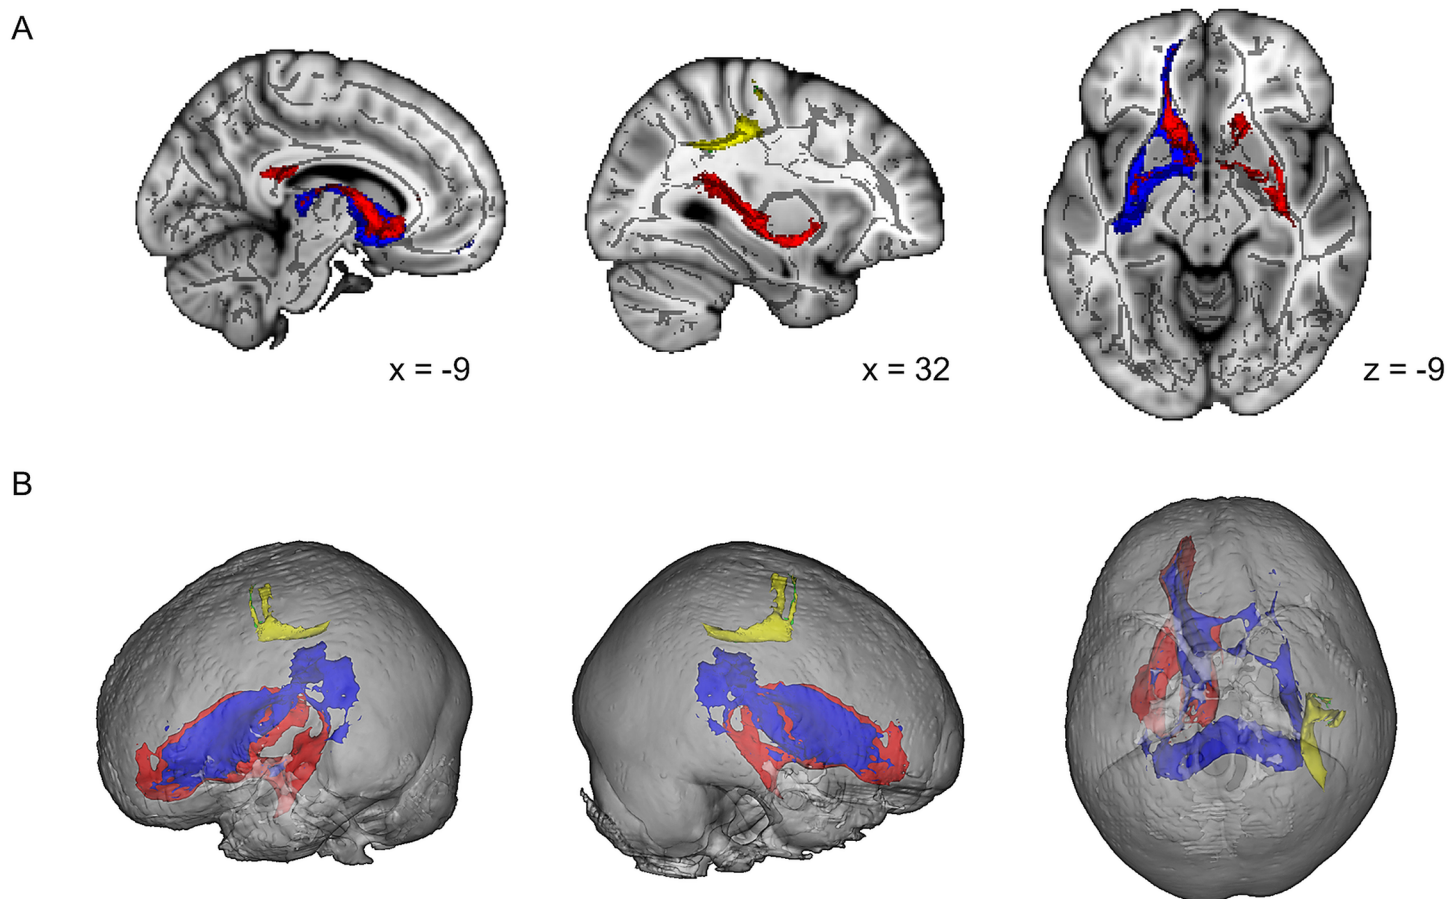 A
x = -9
x = 32
z = -9
B